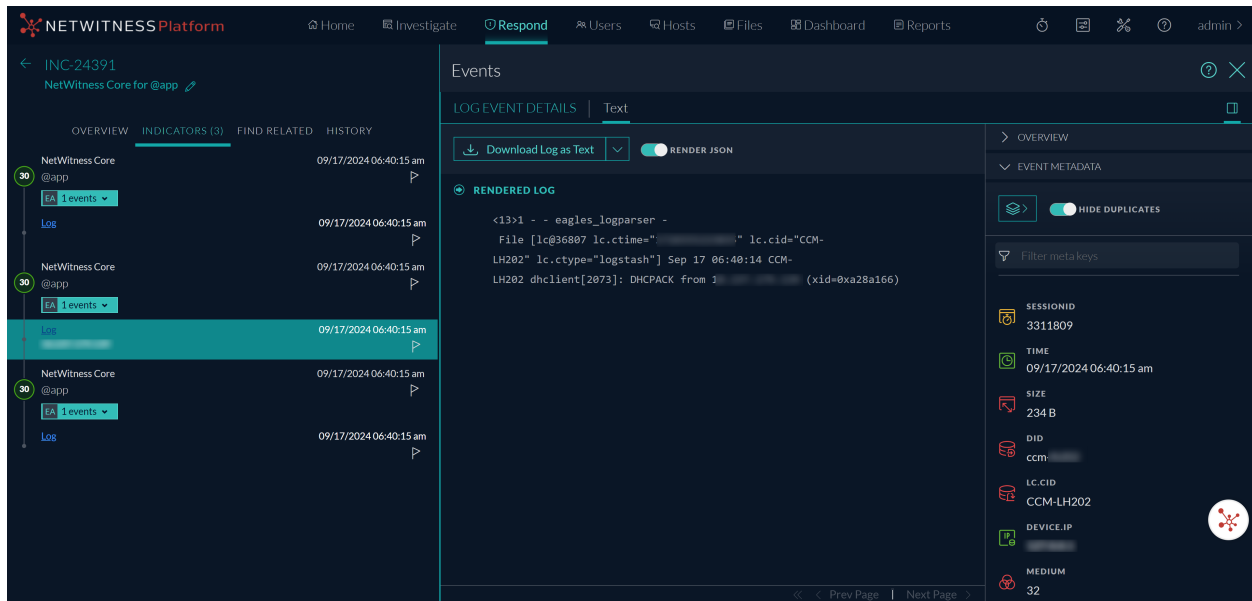 NETWITNESS Platform
Home
Investigate
Respond
Users
Hosts
Files
Dashboard
Reports
admin >
INC-24391
NetWitness Core for @app
OVERVIEW
INDICATORS (3)
FIND RELATED
HISTORY
NetWitness Core
09/17/2024 06:40:15 am
30
@app
EA 1 events
Log
09/17/2024 06:40:15 am
NetWitness Core
09/17/2024 06:40:15 am
30
@app
EA 1 events
Log
09/17/2024 06:40:15 am
NetWitness Core
09/17/2024 06:40:15 am
30
@app
EA 1 events
Log
09/17/2024 06:40:15 am
Events
LOG EVENT DETAILS
Text
Download Log as Text
RENDER JSON
RENDERED LOG
<13>1 - - eagles_logparser -
File [lc@36807 lc.ctime=" " lc.cid="CCM-
LH202" lc.ctype="logstash"] Sep 17 06:40:14 CCM-
LH202 dhclient[2073]: DHCPACK from (xid=0xa28a166)
<< < Prev Page | Next Page >
OVERVIEW
EVENT METADATA
HIDE DUPLICATES
Filter meta keys
SESSIONID
3311809
TIME
09/17/2024 06:40:15 am
SIZE
234 B
DID
ccm-
LC.CID
CCM-LH202
DEVICE.IP
MEDIUM
32